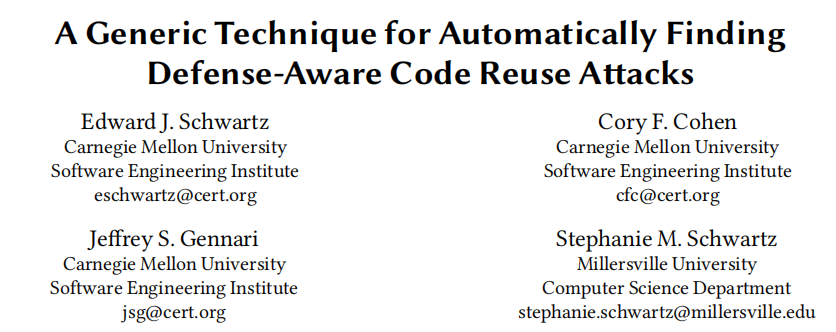 A Generic Technique for Automatically Finding
Defense-Aware Code Reuse Attacks
Edward J. Schwartz
Carnegie Mellon University
Software Engineering Institute
eschwartz@cert.org
Cory F. Cohen
Carnegie Mellon University
Software Engineering Institute
cfc@cert.org
Jeffrey S. Gennari
Carnegie Mellon University
Software Engineering Institute
jsg@cert.org
Stephanie M. Schwartz
Millersville University
Computer Science Department
stephanie.schwartz@millersville.edu